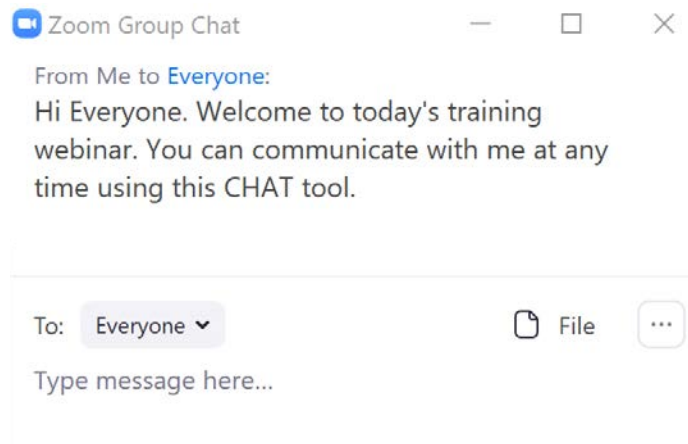 Zoom Group Chat
From Me to Everyone:
Hi Everyone. Welcome to today's training
webinar. You can communicate with me at any
time using this CHAT tool.
To: Everyone File ...
Type message here...